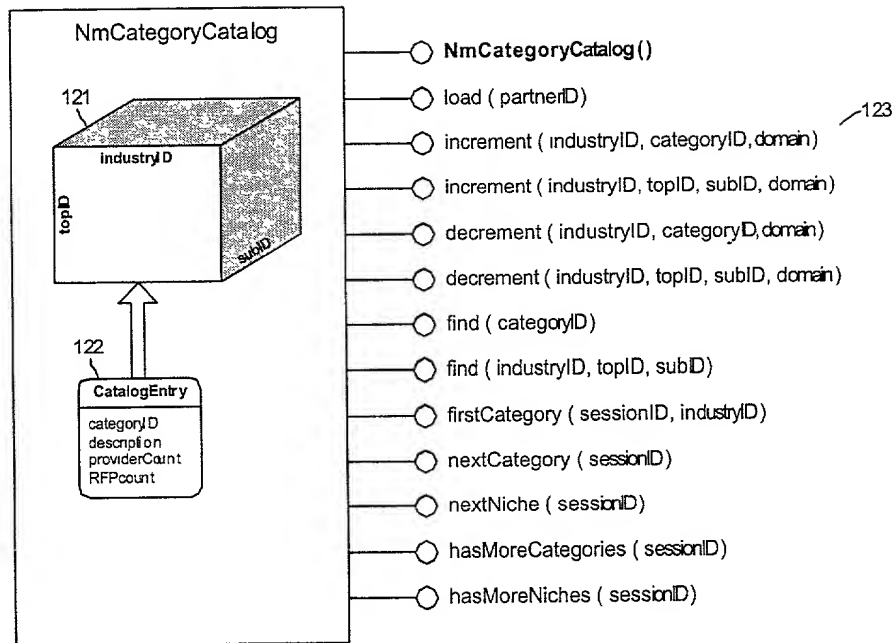 NmCategoryCatalog
121
industryID
topID
subID
122
CatalogEntry
categoryID
description
providerCount
RFPcount
NmCategoryCatalog()
load ( partnerID)
123
increment ( industryID, categoryID, domain)
increment ( industryID, topID, subID, domain)
decrement ( industryID, categoryID, domain)
decrement ( industryID, topID, subID, domain)
find ( categoryID)
find ( industryID, topID, subID)
firstCategory ( sessionID, industryID)
nextCategory ( sessionID)
nextNiche ( sessionID)
hasMoreCategories ( sessionID)
hasMoreNiches ( sessionID)